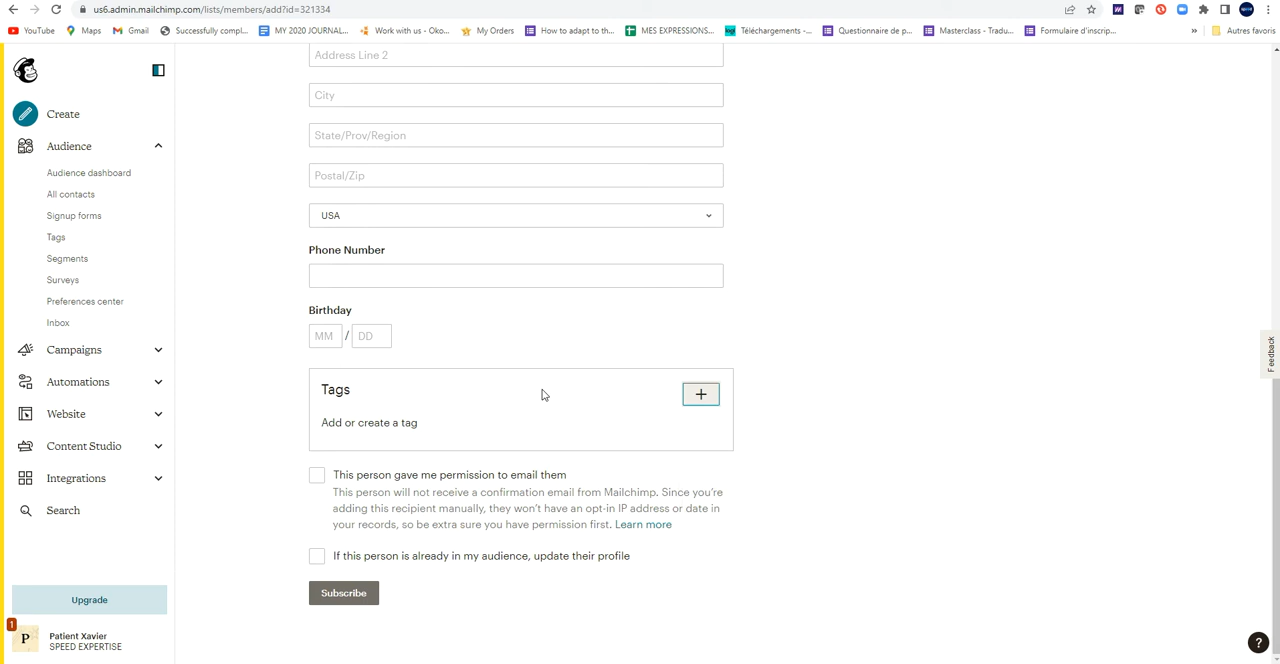 us6.admin.mailchimp.com/lists/members/add?id=321334
YouTube
Maps
Gmail
Successfully compl...
MY 2020 JOURNAL...
Work with us - Oko...
My Orders
How to adapt to th...
MES EXPRESSIONS...
Téléchargements -...
Questionnaire de p...
Masterclass - Tradu...
Formulaire d'inscrip...
»
Autres favoris
Create
Audience
Audience dashboard
All contacts
Signup forms
Tags
Segments
Surveys
Preferences center
Inbox
Campaigns
Automations
Website
Content Studio
Integrations
Search
Upgrade
1
P
Patient Xavier
SPEED EXPERTISE
Address Line 2
City
State/Prov/Region
Postal/Zip
USA
Phone Number
Birthday
MM / DD
Tags
+
Add or create a tag
This person gave me permission to email them
This person will not receive a confirmation email from Mailchimp. Since you're
adding this recipient manually, they won't have an opt-in IP address or date in
your records, so be extra sure you have permission first. Learn more
If this person is already in my audience, update their profile
Subscribe
Feedback
?